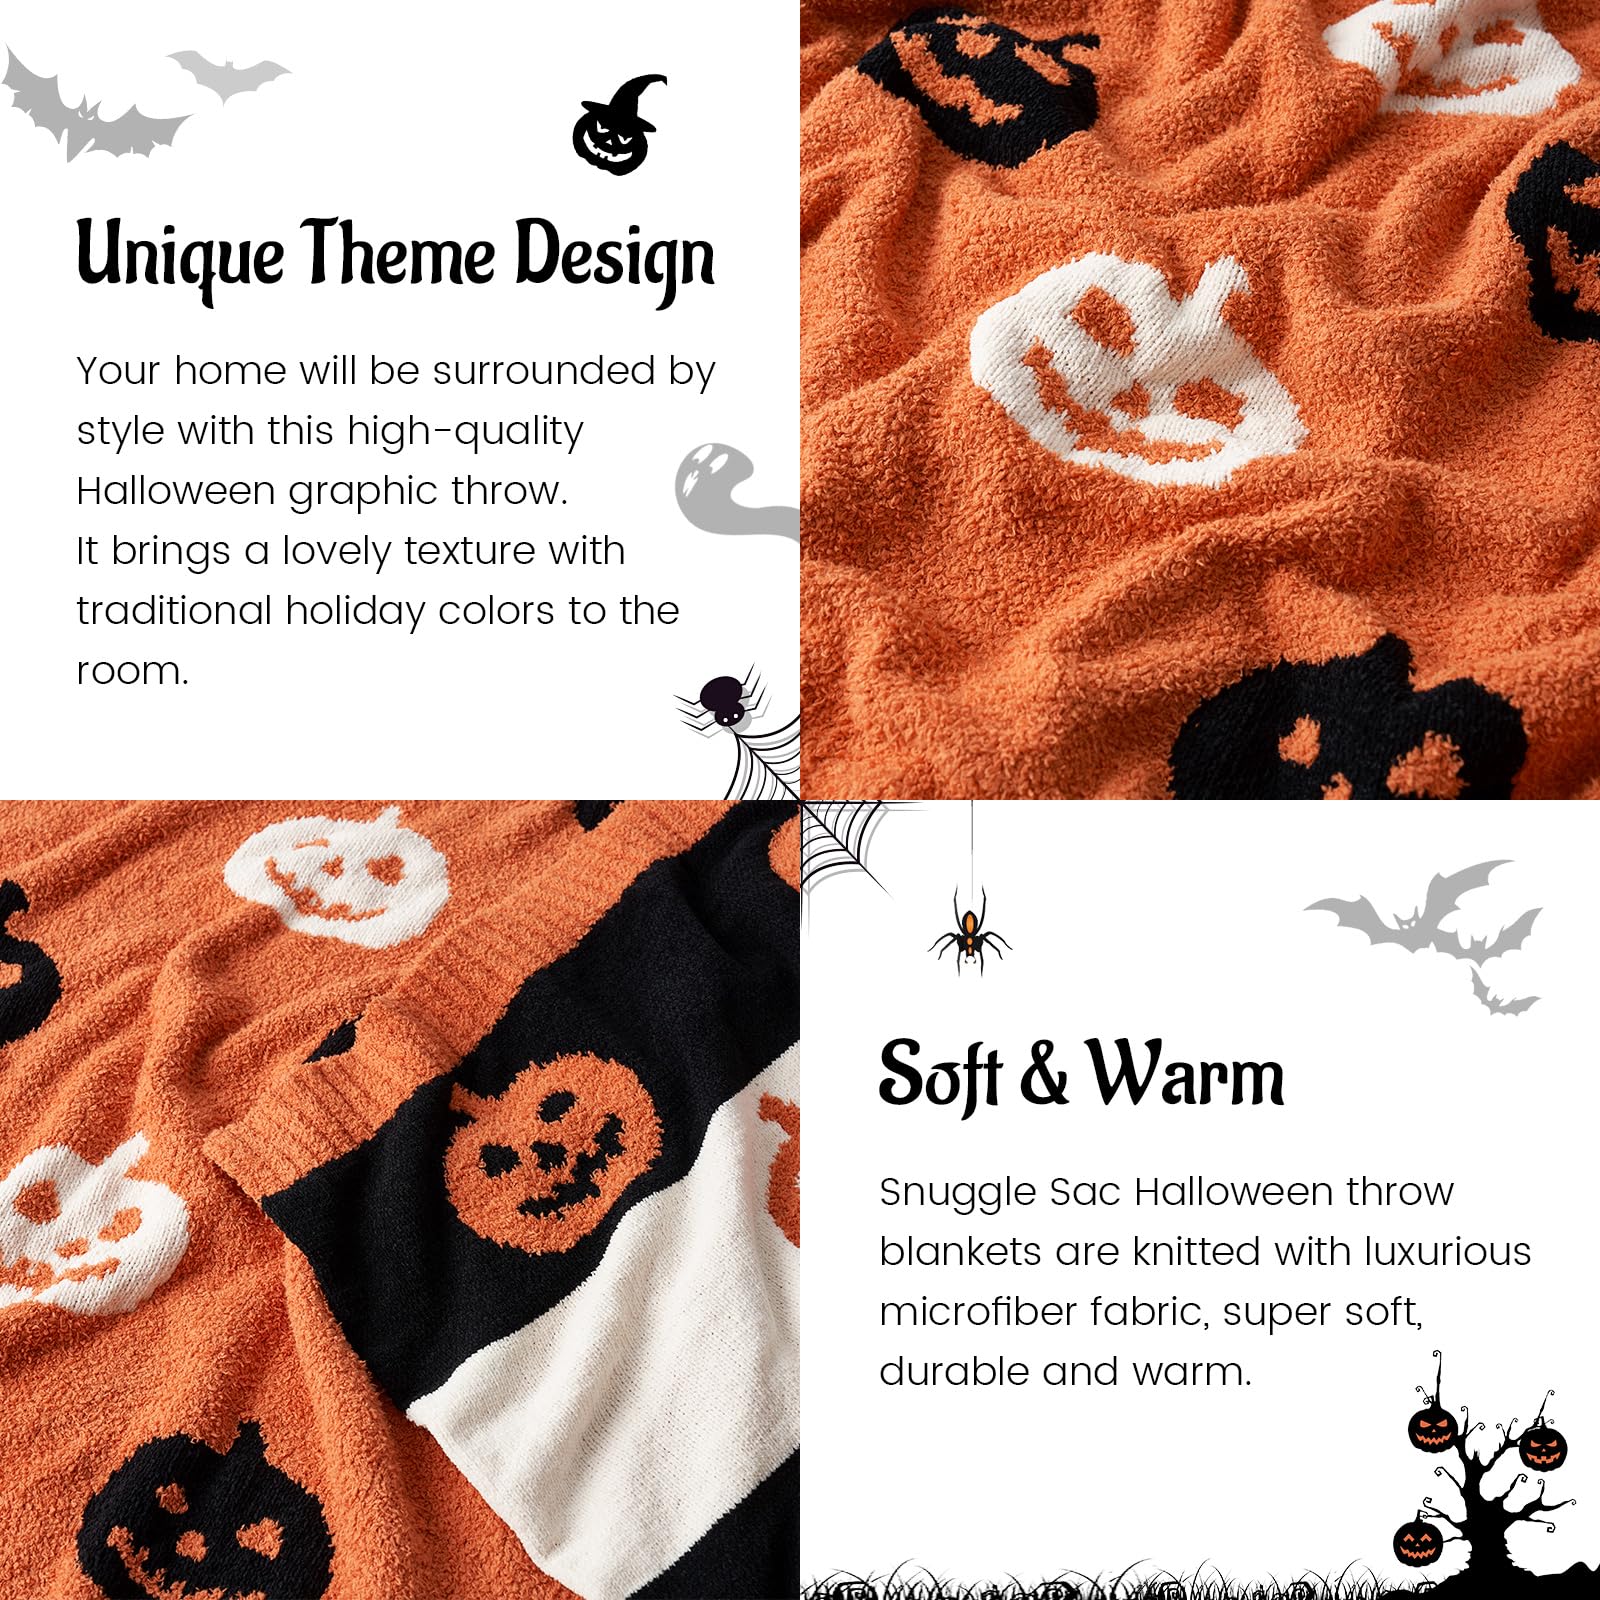 Unique Theme Design
Your home will be surrounded by
style with this high-quality
Halloween graphic throw.
It brings a lovely texture with
traditional holiday colors to the
room.
Soft & Warm
Snuggle Sac Halloween throw
blankets are knitted with luxurious
microfiber fabric, super soft,
durable and warm.